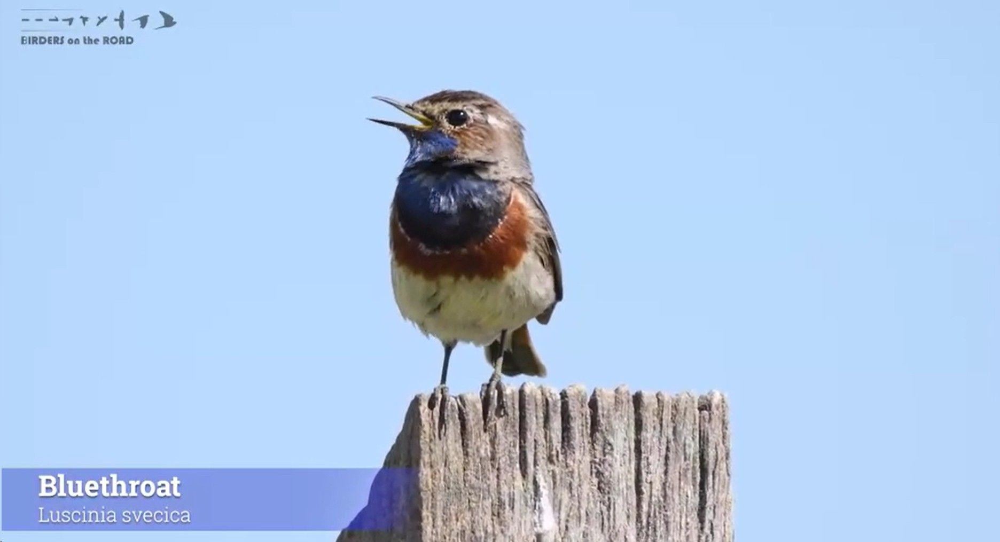 BIRDERS on the ROAD
Bluethroat
Luscinia svecica